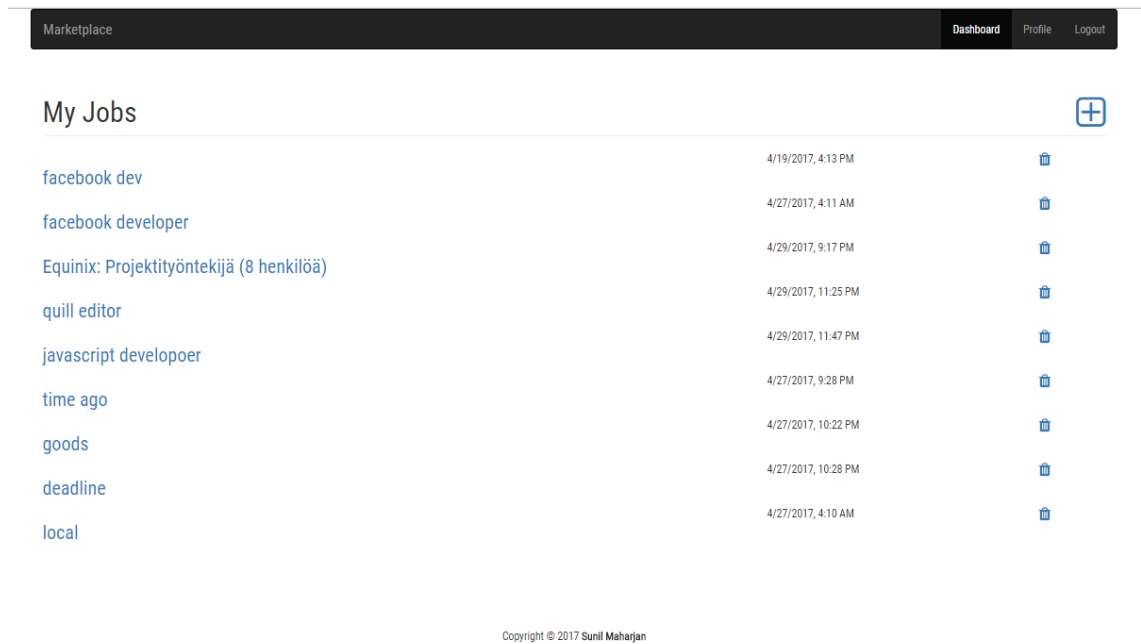 Marketplace Dashboard Profile Logout
My Jobs
4/19/2017, 4:13 PM
facebook dev
4/27/2017, 4:11 AM
facebook developer
4/29/2017, 9:17 PM
Equinix: Projektityöntekijä (8 henkilöä)
4/29/2017, 11:25 PM
quill editor
4/29/2017, 11:47 PM
javascript developoer
4/27/2017, 9:28 PM
time ago
4/27/2017, 10:22 PM
goods
4/27/2017, 10:28 PM
deadline
4/27/2017, 4:10 AM
local
Copyright © 2017 Sunil Maharjan